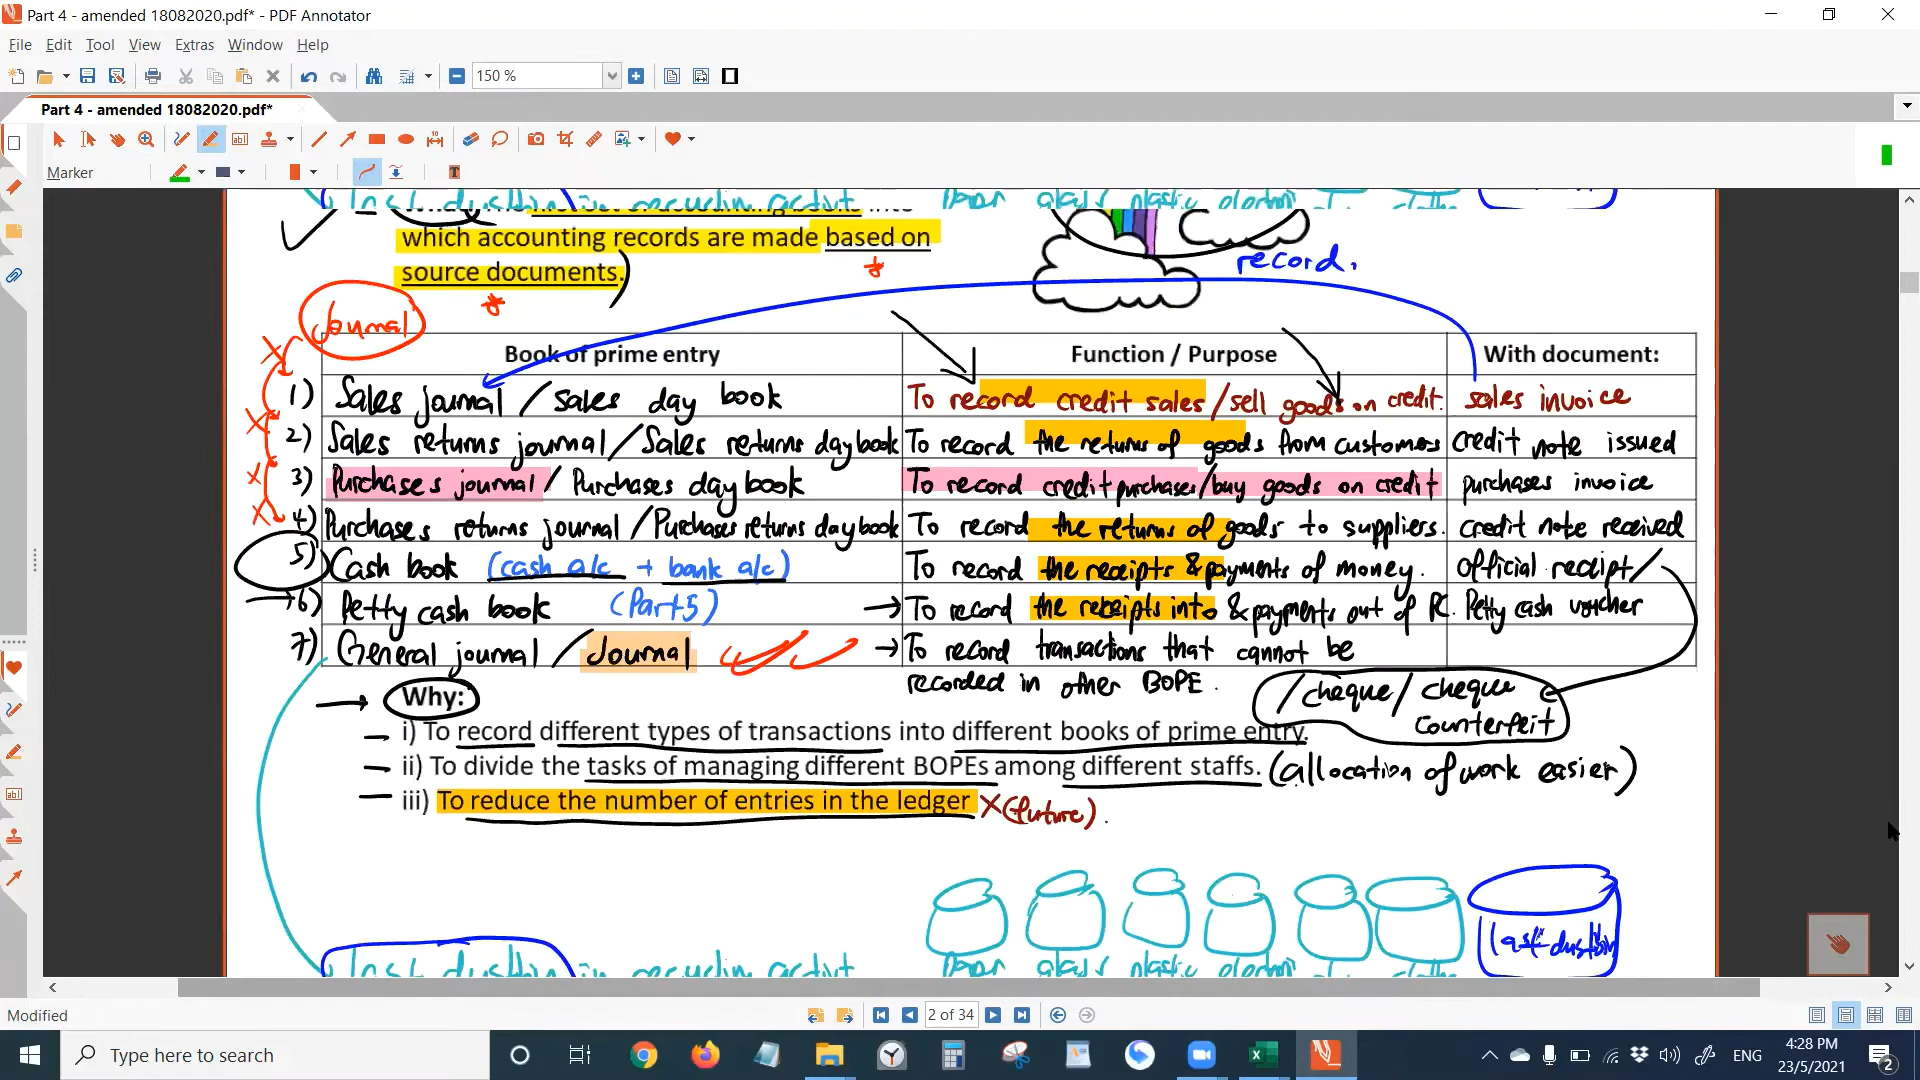 Part 4 - amended 18082020.pdf* - PDF Annotator
File Edit Tool View Extras Window Help
150 %
Part 4 - amended 18082020.pdf*
Marker
which accounting records are made based on
source documents.)
record.
Journal
Book of prime entry Function / Purpose With document:
1) Sales journal / sales day book To record credit sales / sell goods on credit. sales invoice
2) Sales returns journal / Sales returns day book To record the returns of goods from customers credit note issued
3) Purchases journal / Purchases day book To record credit purchases / buy goods on credit purchases invoice
4) Purchases returns journal / Purchases returns day book To record the returns of goods to suppliers. credit note received
5) Cash book (cash a/c + bank a/c) To record the receipts & payments of money. official receipt /
6) Petty cash book (Part 5) To record the receipts into & payments out of PC. Petty cash voucher
7) General journal / Journal To record transactions that cannot be
recorded in other BOPE.
/ cheque / cheque
counterfeit
Why:
i) To record different types of transactions into different books of prime entry.
ii) To divide the tasks of managing different BOPEs among different staffs. (allocation of work easier)
iii) To reduce the number of entries in the ledger X (future).
last dustbin
Modified
2 of 34
Type here to search
ENG
4:28 PM
23/5/2021
2